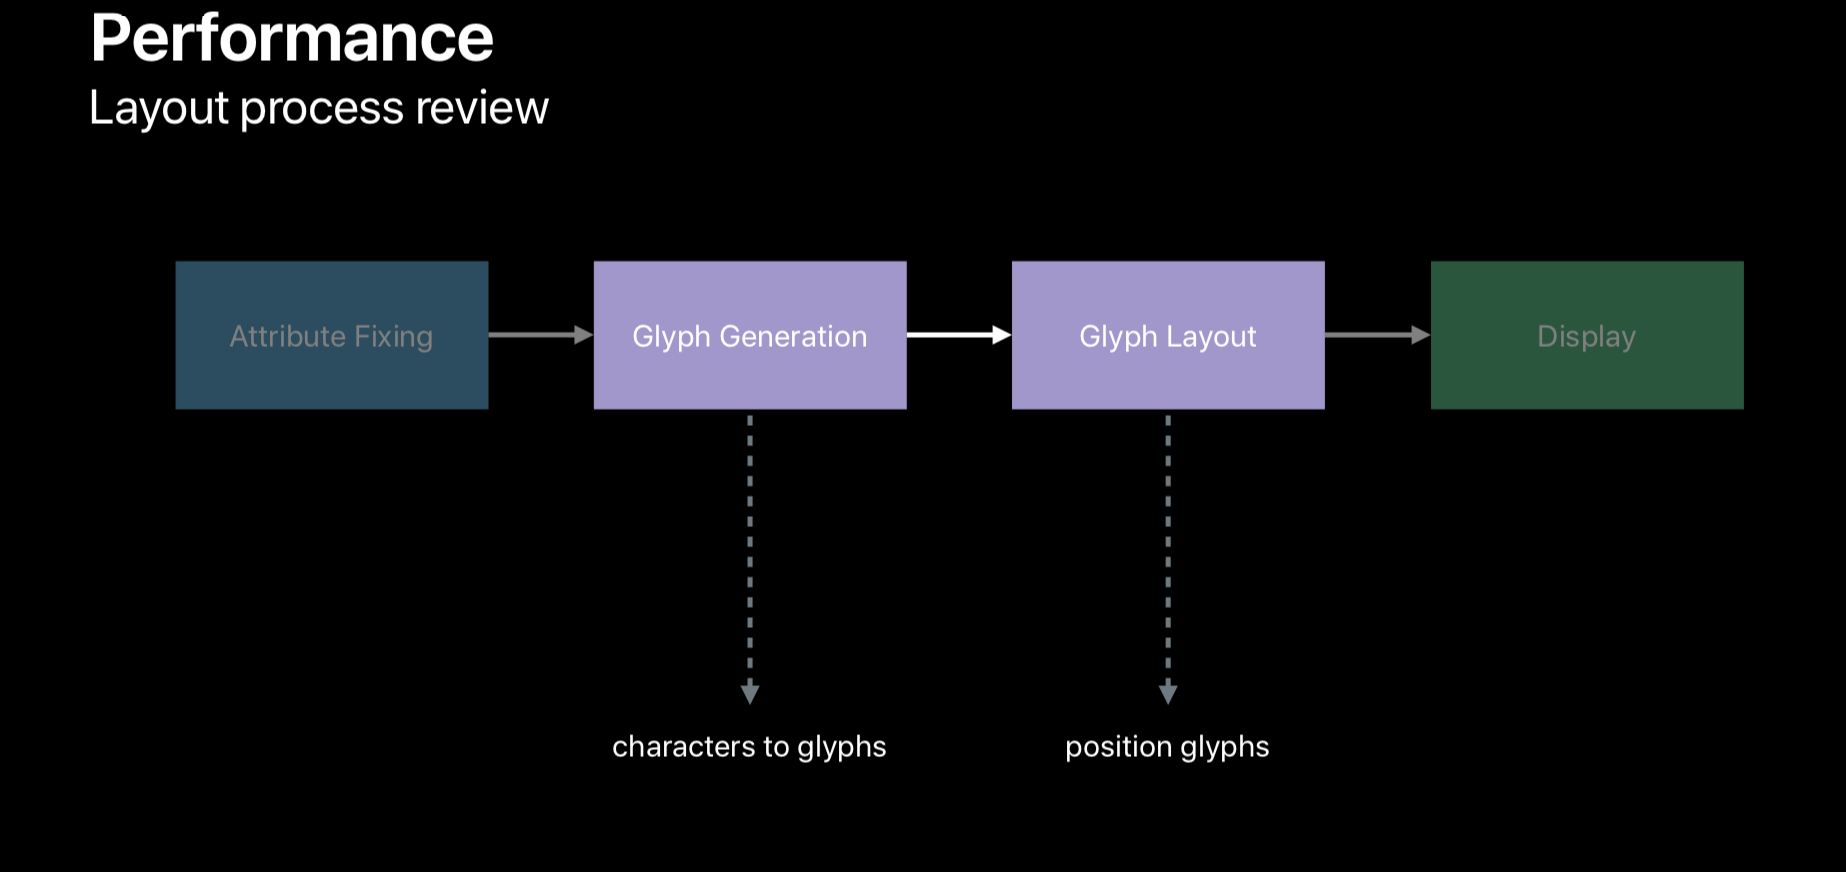 Performance
Layout process review
Attribute Fixing
Glyph Generation
Glyph Layout
Display
characters to glyphs
position glyphs